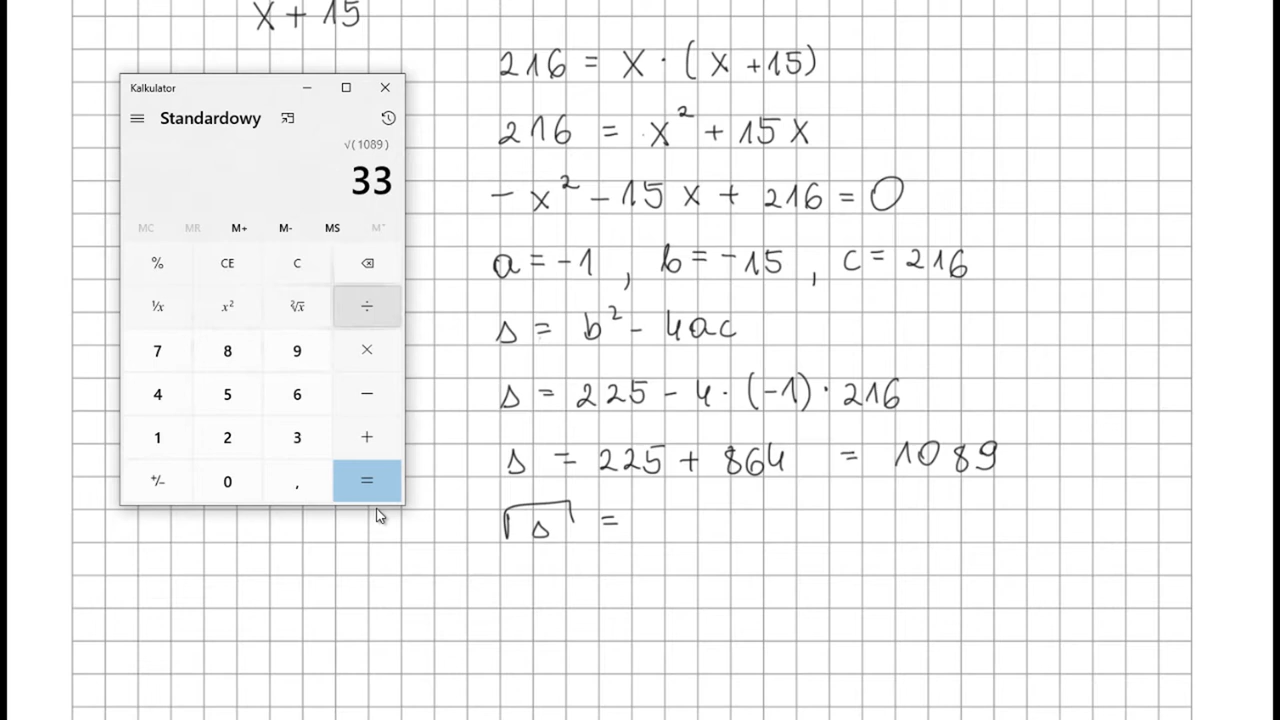 x + 15
Kalkulator
Standardowy
√( 1089 )
33
MC MR M+ M- MS M˅
% CE C
¹/x x² ²√x ÷
7 8 9 ×
4 5 6 −
1 2 3 +
+/- 0 , =
216 = x · ( x + 15)
216 = x² + 15 x
- x² - 15 x + 216 = 0
a = -1 , b = -15 , c = 216
Δ = b² - 4ac
Δ = 225 - 4 · (-1) · 216
Δ = 225 + 864 = 1089
√Δ =